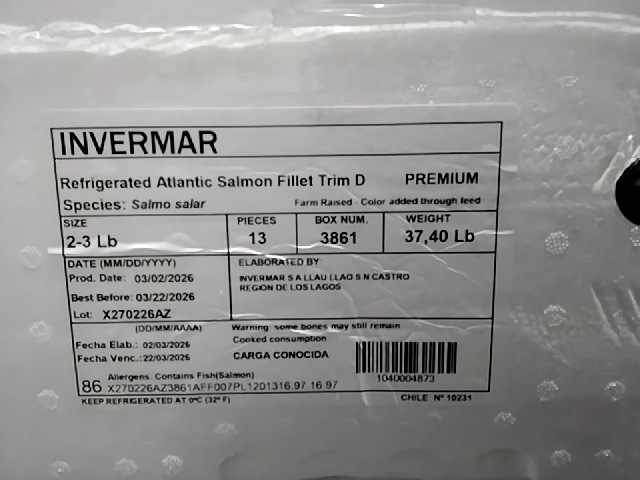 INVERMAR
Refrigerated Atlantic Salmon Fillet Trim D PREMIUM
Species: Salmo salar Farm Raised - Color added through feed
SIZE PIECES BOX NUM. WEIGHT
2-3 Lb 13 3861 37,40 Lb
DATE (MM/DD/YYYY) ELABORATED BY
Prod. Date: 03/02/2026 INVERMAR S A LLAU LLAO S N CASTRO
REGION DE LOS LAGOS
Best Before: 03/22/2026
Lot: X270226AZ
(DD/MM/AAAA) Warning: some bones may still remain
Fecha Elab.: 02/03/2026 Cooked consumption
Fecha Venc.:22/03/2026 CARGA CONOCIDA
Allergens: Contains Fish(Salmon) 1040004873
86 X270226AZ3861AFF007PL1201316.97 16.97
KEEP REFRIGERATED AT 0ºC (32º F) CHILE Nº 10231